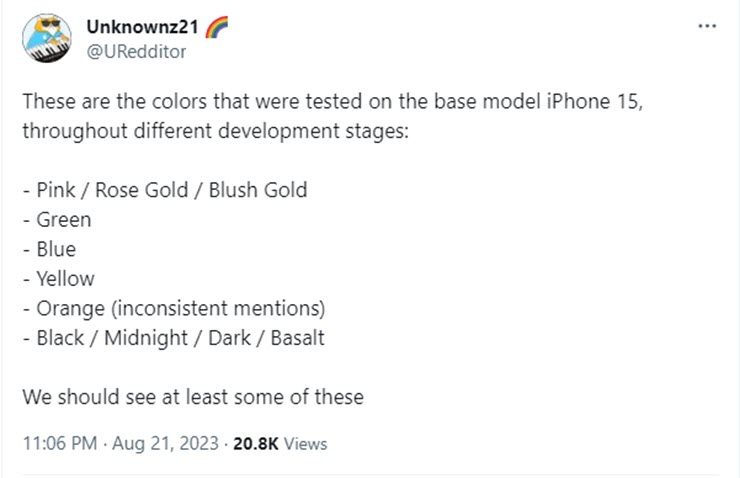 Unknownz21 🌈
@URedditor
These are the colors that were tested on the base model iPhone 15,
throughout different development stages:
- Pink / Rose Gold / Blush Gold
- Green
- Blue
- Yellow
- Orange (inconsistent mentions)
- Black / Midnight / Dark / Basalt
We should see at least some of these
11:06 PM · Aug 21, 2023 · 20.8K Views